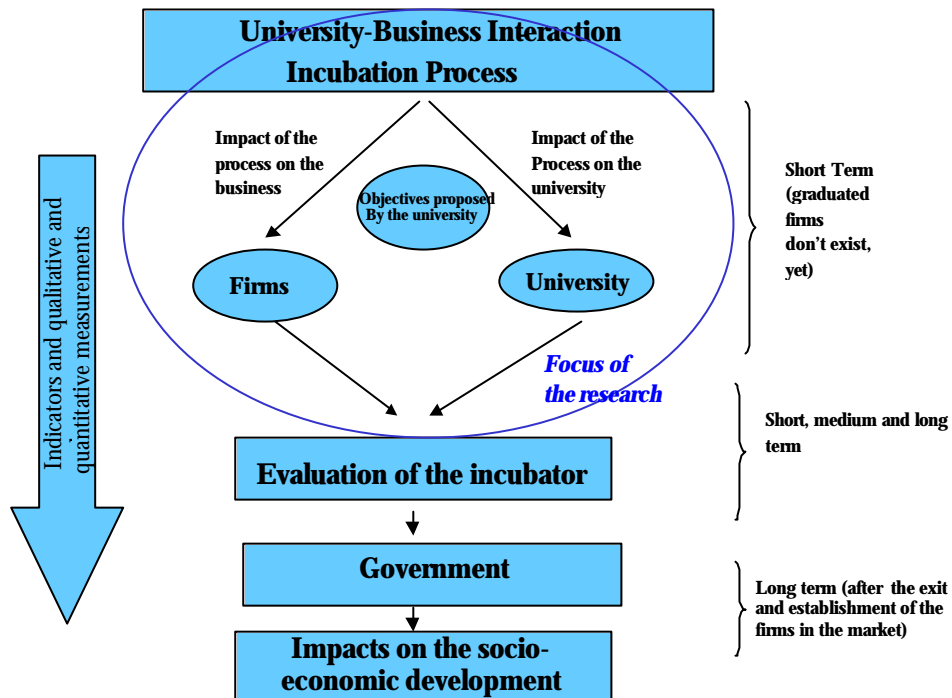 University-Business Interaction
Incubation Process
Impact of the
process on the
business
Impact of the
Process on the
university
Objectives proposed
By the university
Firms
University
Focus of
the research
Short Term
(graduated
firms
don't exist,
yet)
Indicators and qualitative and
quantitative measurements
Evaluation of the incubator
Short, medium and long
term
Government
Long term (after the exit
and establishment of the
firms in the market)
Impacts on the socio-
economic development